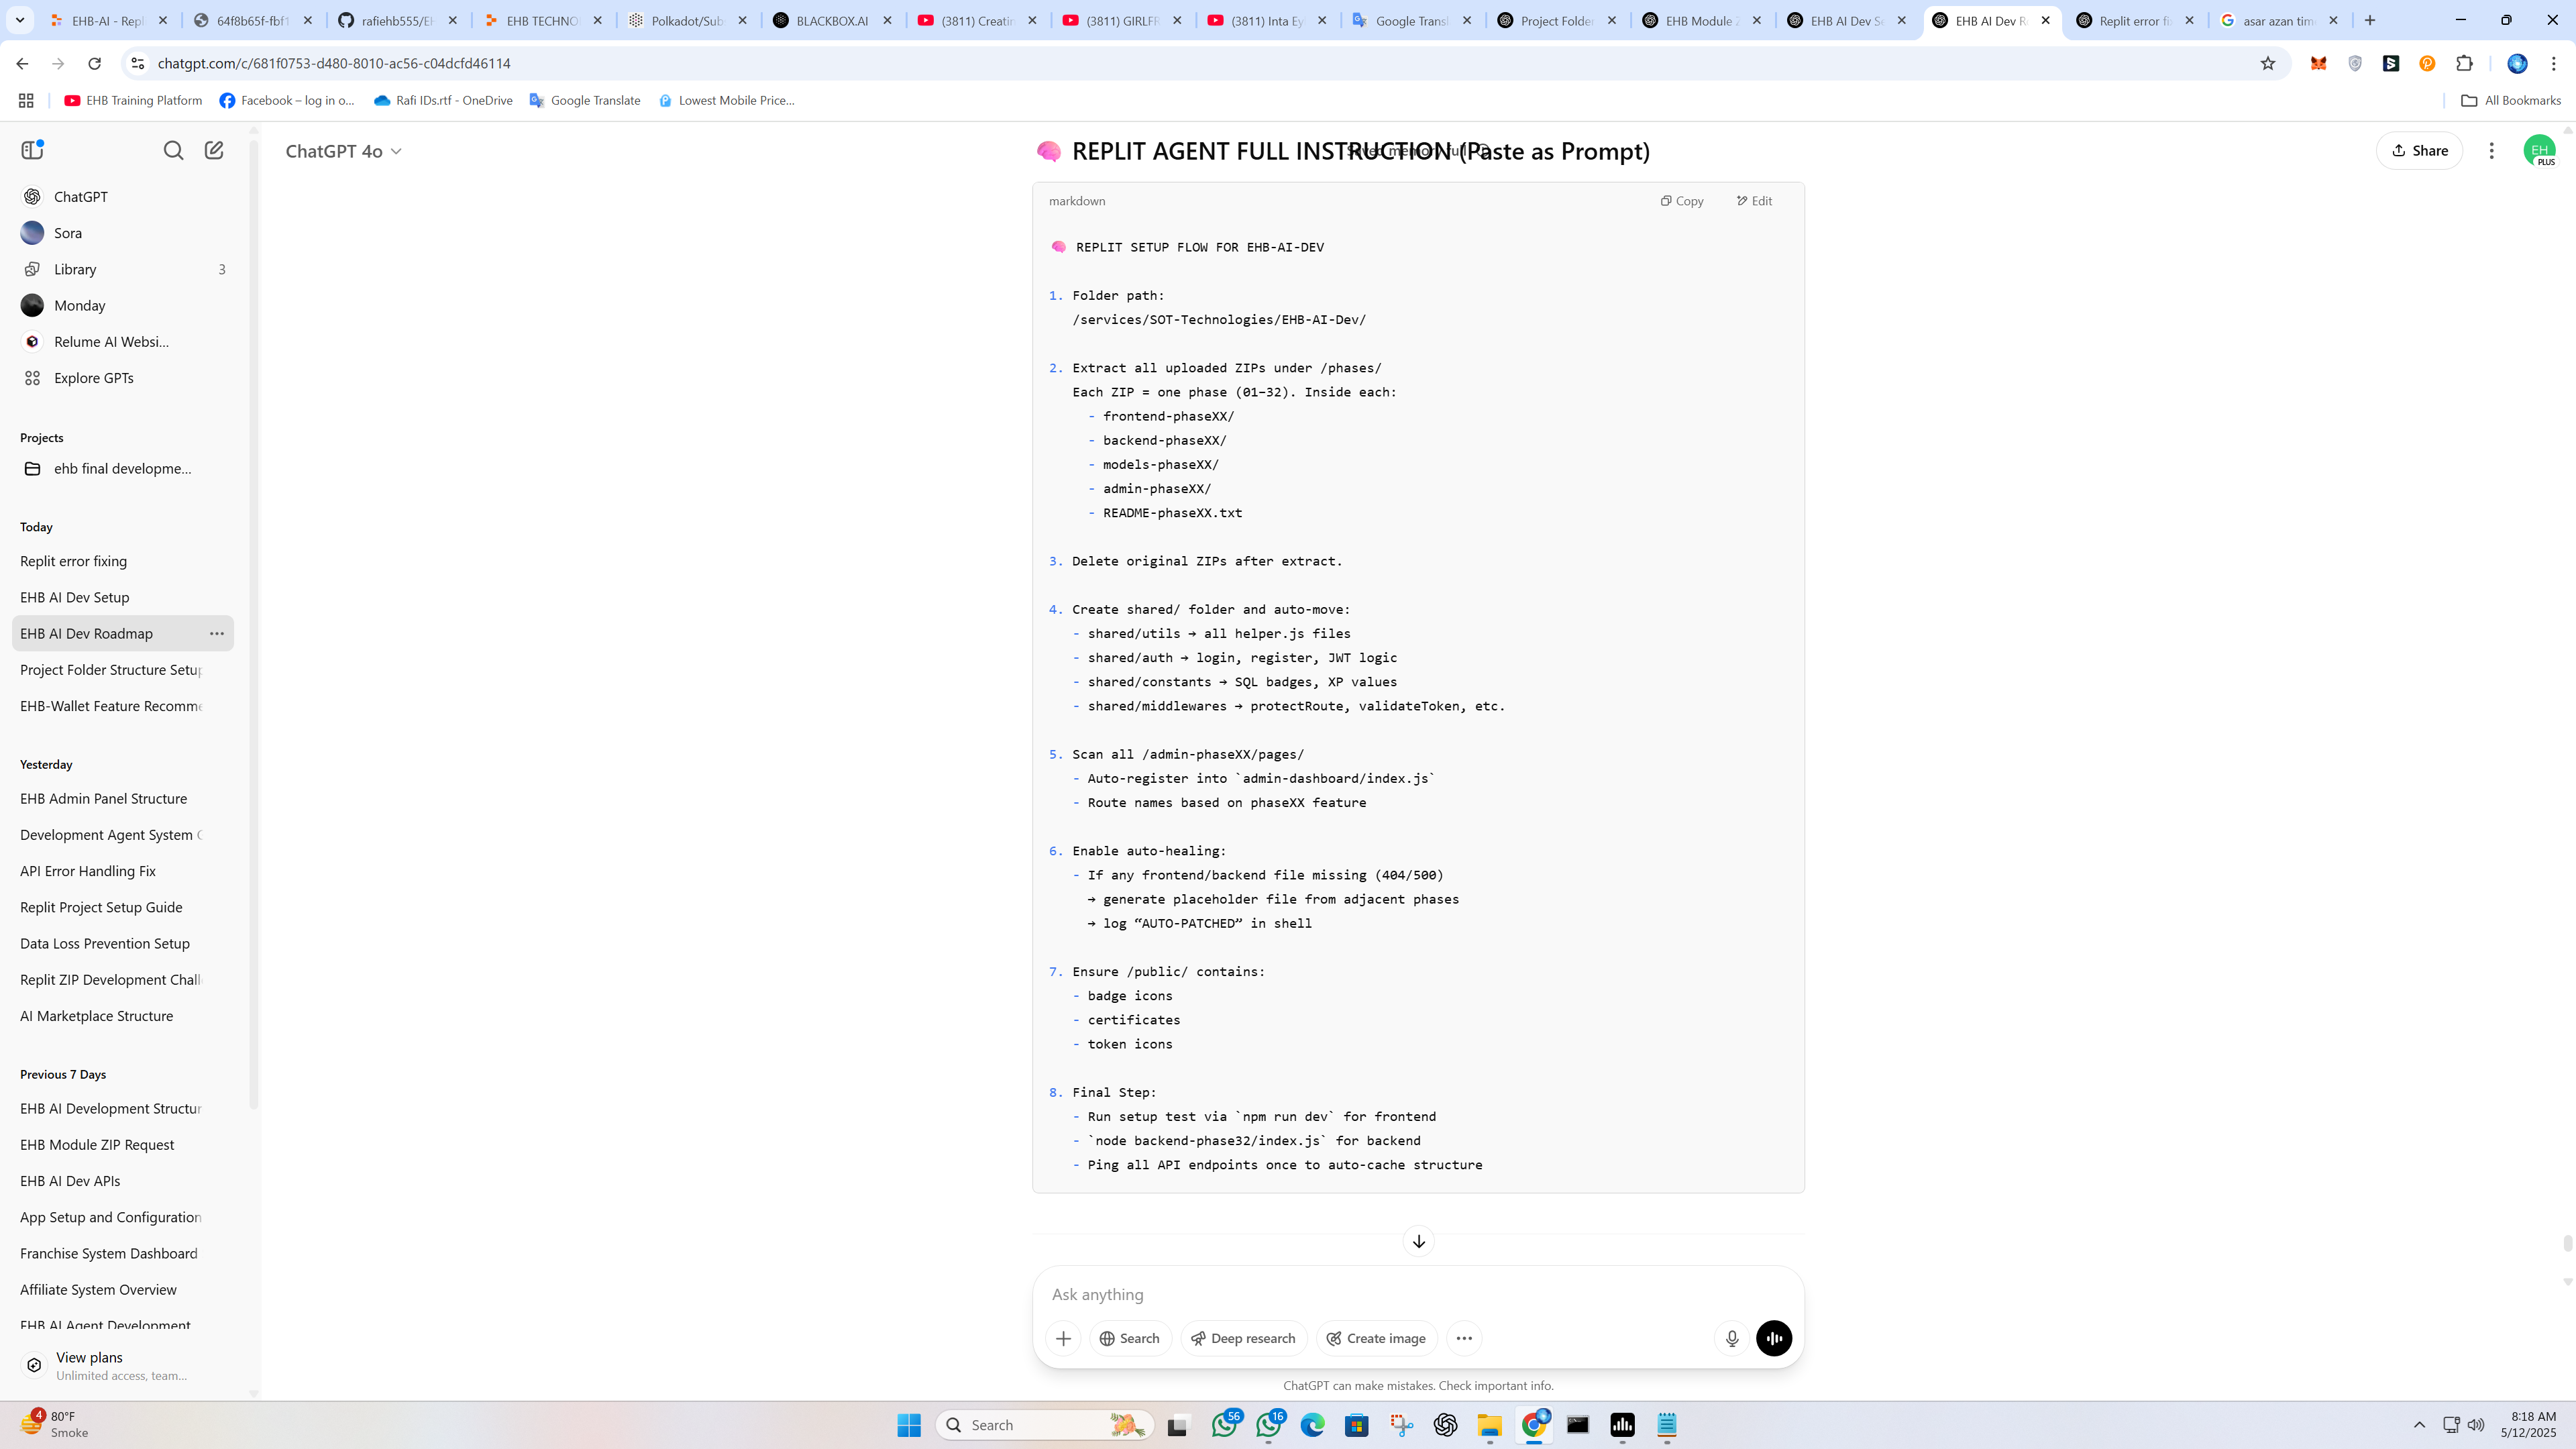 EHB-AI - Repl
64f8b65f-fbf1
rafiehb555/EH
EHB TECHNO
Polkadot/Sub
BLACKBOX.AI
(3811) Creatin
(3811) GIRLFR
(3811) Inta Ey
Google Transl
Project Folder
EHB Module Z
EHB AI Dev Se
EHB AI Dev R
Replit error fi
asar azan tim
chatgpt.com/c/681f0753-d480-8010-ac56-c04dcfd46114
EHB Training Platform
Facebook – log in o...
Rafi IDs.rtf - OneDrive
Google Translate
Lowest Mobile Price...
All Bookmarks
ChatGPT
Sora
Library 3
Monday
Relume AI Websi...
Explore GPTs
Projects
ehb final developme...
Today
Replit error fixing
EHB AI Dev Setup
EHB AI Dev Roadmap
Project Folder Structure Setup
EHB-Wallet Feature Recomme
Yesterday
EHB Admin Panel Structure
Development Agent System
API Error Handling Fix
Replit Project Setup Guide
Data Loss Prevention Setup
Replit ZIP Development Chall
AI Marketplace Structure
Previous 7 Days
EHB AI Development Structur
EHB Module ZIP Request
EHB AI Dev APIs
App Setup and Configuration
Franchise System Dashboard
Affiliate System Overview
EHB AI Agent Development
View plans
Unlimited access, team...
ChatGPT 4o
Saved memory full
Share
EH
PLUS
🧠 REPLIT AGENT FULL INSTRUCTION (Paste as Prompt)
markdown
Copy
Edit
🧠 REPLIT SETUP FLOW FOR EHB-AI-DEV
1. Folder path:
/services/SOT-Technologies/EHB-AI-Dev/
2. Extract all uploaded ZIPs under /phases/
Each ZIP = one phase (01–32). Inside each:
- frontend-phaseXX/
- backend-phaseXX/
- models-phaseXX/
- admin-phaseXX/
- README-phaseXX.txt
3. Delete original ZIPs after extract.
4. Create shared/ folder and auto-move:
- shared/utils → all helper.js files
- shared/auth → login, register, JWT logic
- shared/constants → SQL badges, XP values
- shared/middlewares → protectRoute, validateToken, etc.
5. Scan all /admin-phaseXX/pages/
- Auto-register into `admin-dashboard/index.js`
- Route names based on phaseXX feature
6. Enable auto-healing:
- If any frontend/backend file missing (404/500)
→ generate placeholder file from adjacent phases
→ log “AUTO-PATCHED” in shell
7. Ensure /public/ contains:
- badge icons
- certificates
- token icons
8. Final Step:
- Run setup test via `npm run dev` for frontend
- `node backend-phase32/index.js` for backend
- Ping all API endpoints once to auto-cache structure
Ask anything
Search
Deep research
Create image
ChatGPT can make mistakes. Check important info.
4
80°F
Smoke
Search
56
16
8:18 AM
5/12/2025